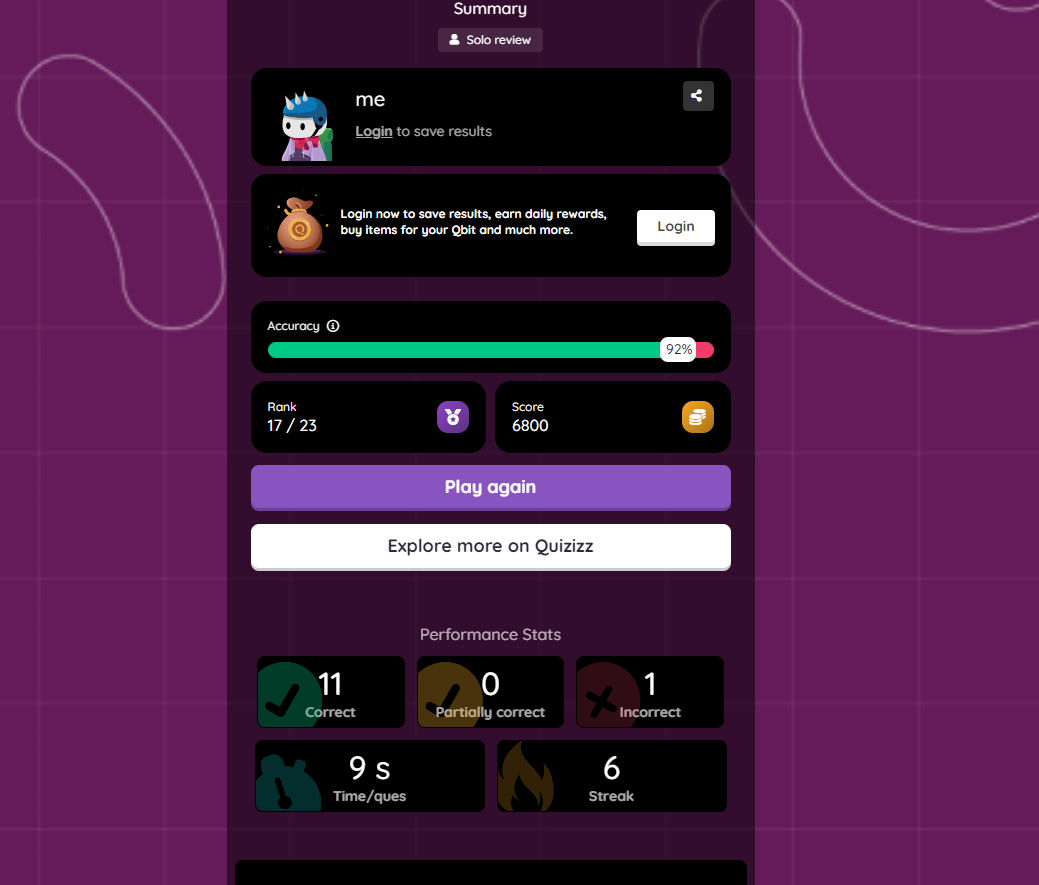 Summary
Solo review
me
Login to save results
Login now to save results, earn daily rewards,
buy items for your Qbit and much more.
Login
Accuracy
92%
Rank
17 / 23
Score
6800
Play again
Explore more on Quizizz
Performance Stats
11
Correct
0
Partially correct
1
Incorrect
9 s
Time/ques
6
Streak